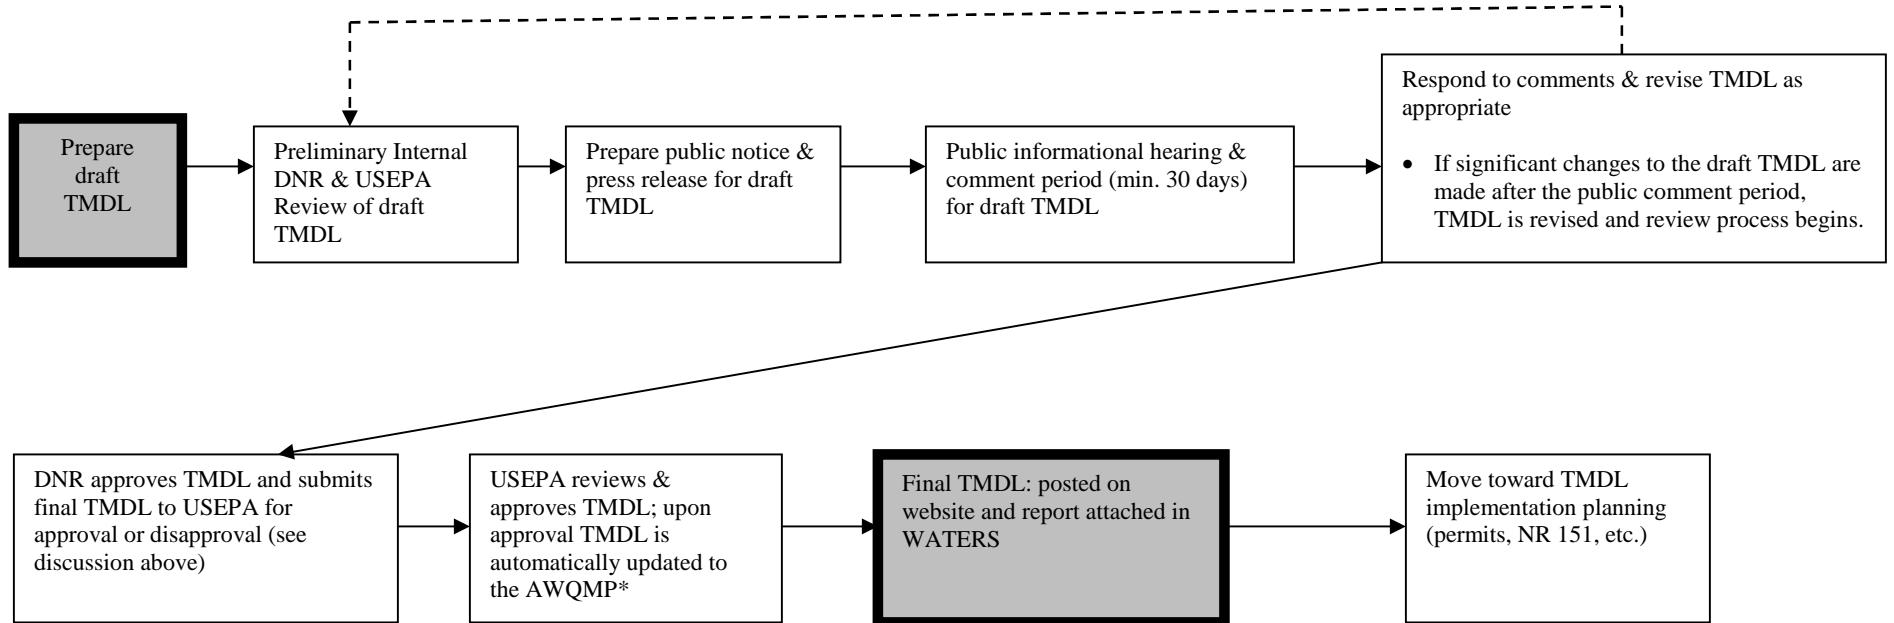 Prepare
draft
TMDL
Preliminary Internal
DNR & USEPA
Review of draft
TMDL
Prepare public notice &
press release for draft
TMDL
Public informational hearing &
comment period (min. 30 days)
for draft TMDL
Respond to comments & revise TMDL as
appropriate
• If significant changes to the draft TMDL are
made after the public comment period,
TMDL is revised and review process begins.
DNR approves TMDL and submits
final TMDL to USEPA for
approval or disapproval (see
discussion above)
USEPA reviews &
approves TMDL; upon
approval TMDL is
automatically updated to
the AWQMP*
Final TMDL: posted on
website and report attached in
WATERS
Move toward TMDL
implementation planning
(permits, NR 151, etc.)